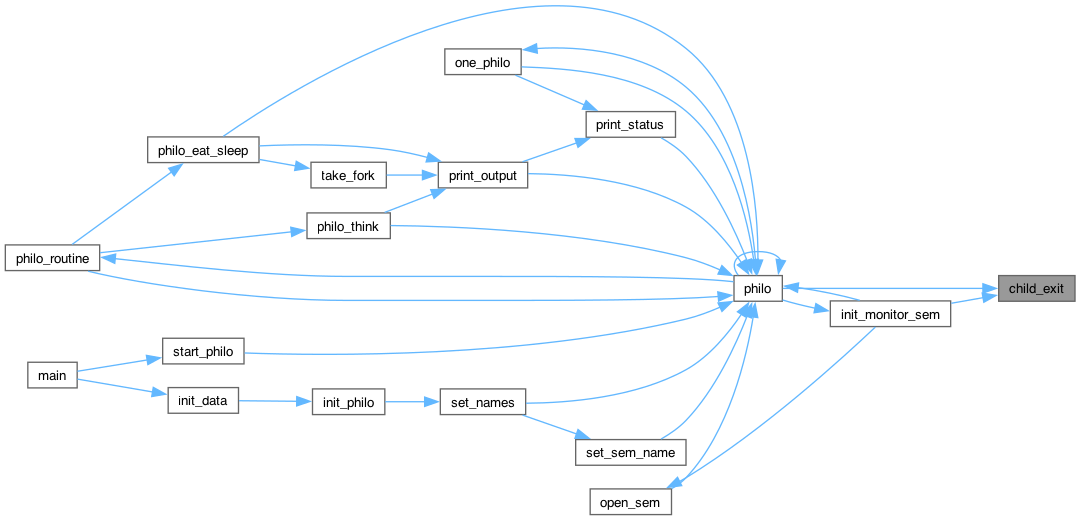 one_philo
print_status
philo_eat_sleep
take_fork
print_output
philo_think
philo_routine
philo
child_exit
init_monitor_sem
start_philo
main
init_data
init_philo
set_names
set_sem_name
open_sem